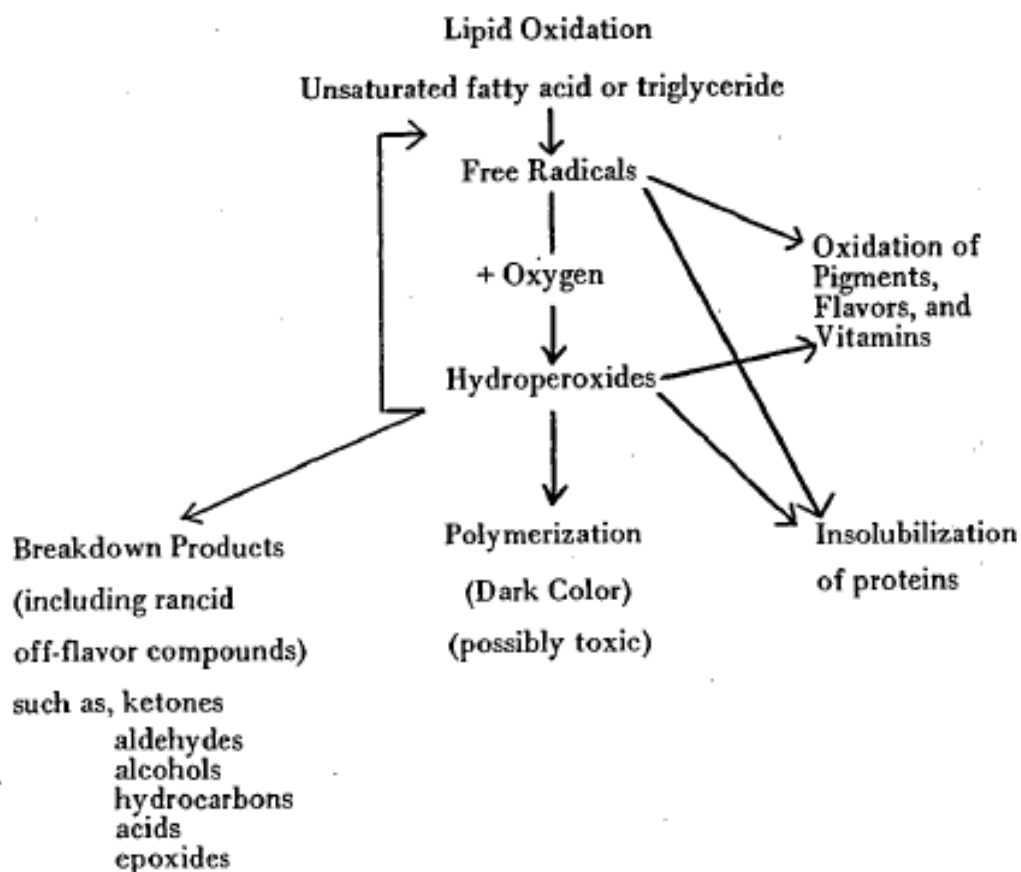 Lipid Oxidation
Unsaturated fatty acid or triglyceride
Free Radicals
+ Oxygen
Oxidation of
Pigments,
Flavors, and
Vitamins
Hydroperoxides
Breakdown Products
(including rancid
off-flavor compounds)
such as, ketones
aldehydes
alcohols
hydrocarbons
acids
epoxides
Polymerization
(Dark Color)
(possibly toxic)
Insolubilization
of proteins